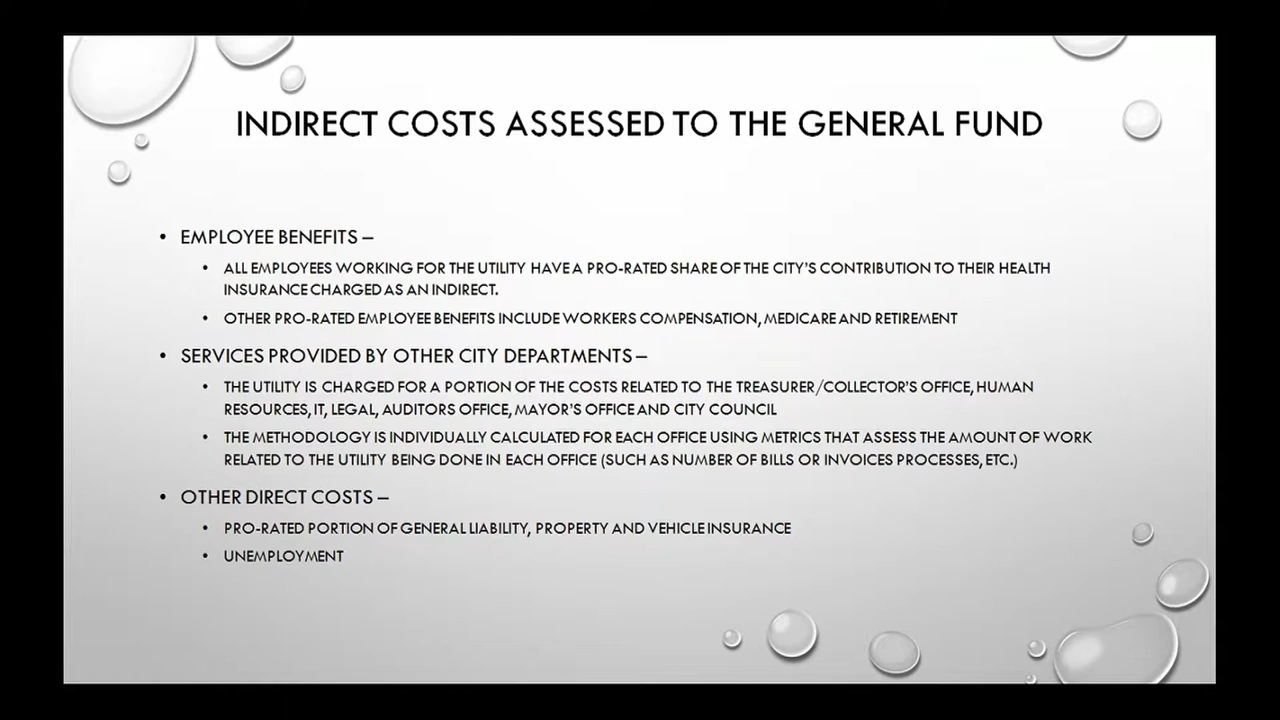 INDIRECT COSTS ASSESSED TO THE GENERAL FUND
• EMPLOYEE BENEFITS –
• ALL EMPLOYEES WORKING FOR THE UTILITY HAVE A PRO-RATED SHARE OF THE CITY'S CONTRIBUTION TO THEIR HEALTH
INSURANCE CHARGED AS AN INDIRECT.
• OTHER PRO-RATED EMPLOYEE BENEFITS INCLUDE WORKERS COMPENSATION, MEDICARE AND RETIREMENT
• SERVICES PROVIDED BY OTHER CITY DEPARTMENTS –
• THE UTILITY IS CHARGED FOR A PORTION OF THE COSTS RELATED TO THE TREASURER/COLLECTOR'S OFFICE, HUMAN
RESOURCES, IT, LEGAL, AUDITORS OFFICE, MAYOR'S OFFICE AND CITY COUNCIL
• THE METHODOLOGY IS INDIVIDUALLY CALCULATED FOR EACH OFFICE USING METRICS THAT ASSESS THE AMOUNT OF WORK
RELATED TO THE UTILITY BEING DONE IN EACH OFFICE (SUCH AS NUMBER OF BILLS OR INVOICES PROCESSES, ETC.)
• OTHER DIRECT COSTS –
• PRO-RATED PORTION OF GENERAL LIABILITY, PROPERTY AND VEHICLE INSURANCE
• UNEMPLOYMENT